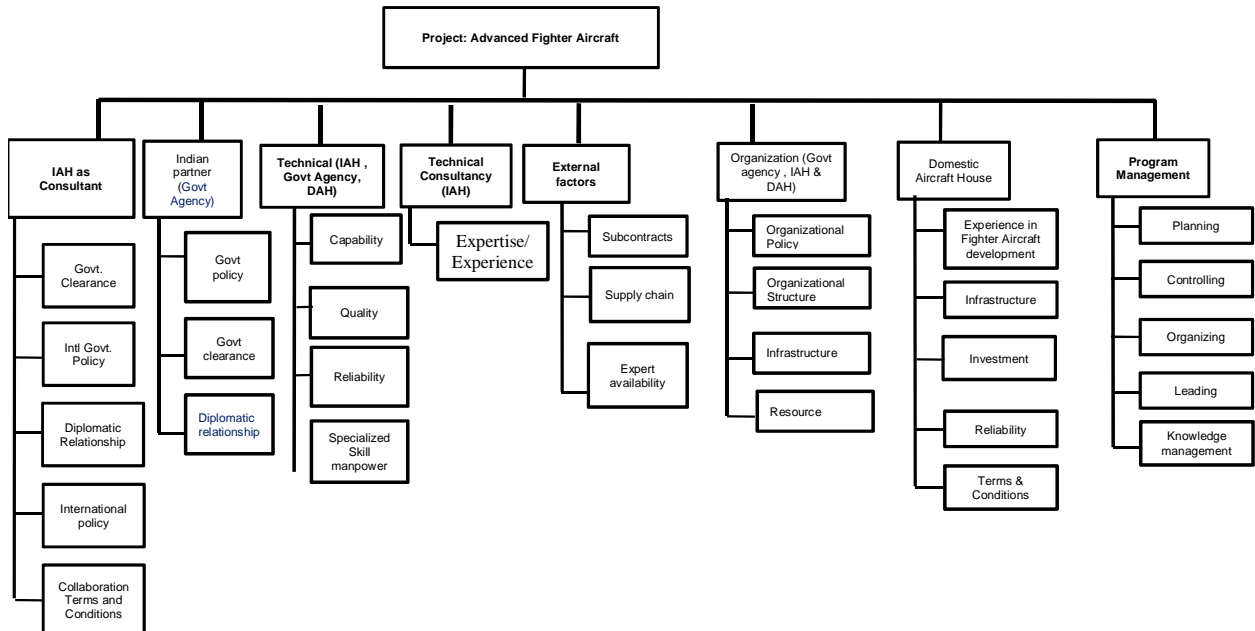 Project: Advanced Fighter Aircraft
IAH as
Consultant
Govt.
Clearance
Intl Govt.
Policy
Diplomatic
Relationship
International
policy
Collaboration
Terms and
Conditions
Indian
partner
(Govt
Agency)
Govt
policy
Govt
clearance
Diplomatic
relationship
Technical (IAH ,
Govt Agency,
DAH)
Capability
Quality
Reliability
Specialized
Skill
manpower
Technical
Consultancy
(IAH)
Expertise/
Experience
External
factors
Subcontracts
Supply chain
Expert
availability
Organization (Govt
agency , IAH &
DAH)
Organizational
Policy
Organizational
Structure
Infrastructure
Resource
Domestic
Aircraft House
Experience in
Fighter Aircraft
development
Infrastructure
Investment
Reliability
Terms &
Conditions
Program
Management
Planning
Controlling
Organizing
Leading
Knowledge
management